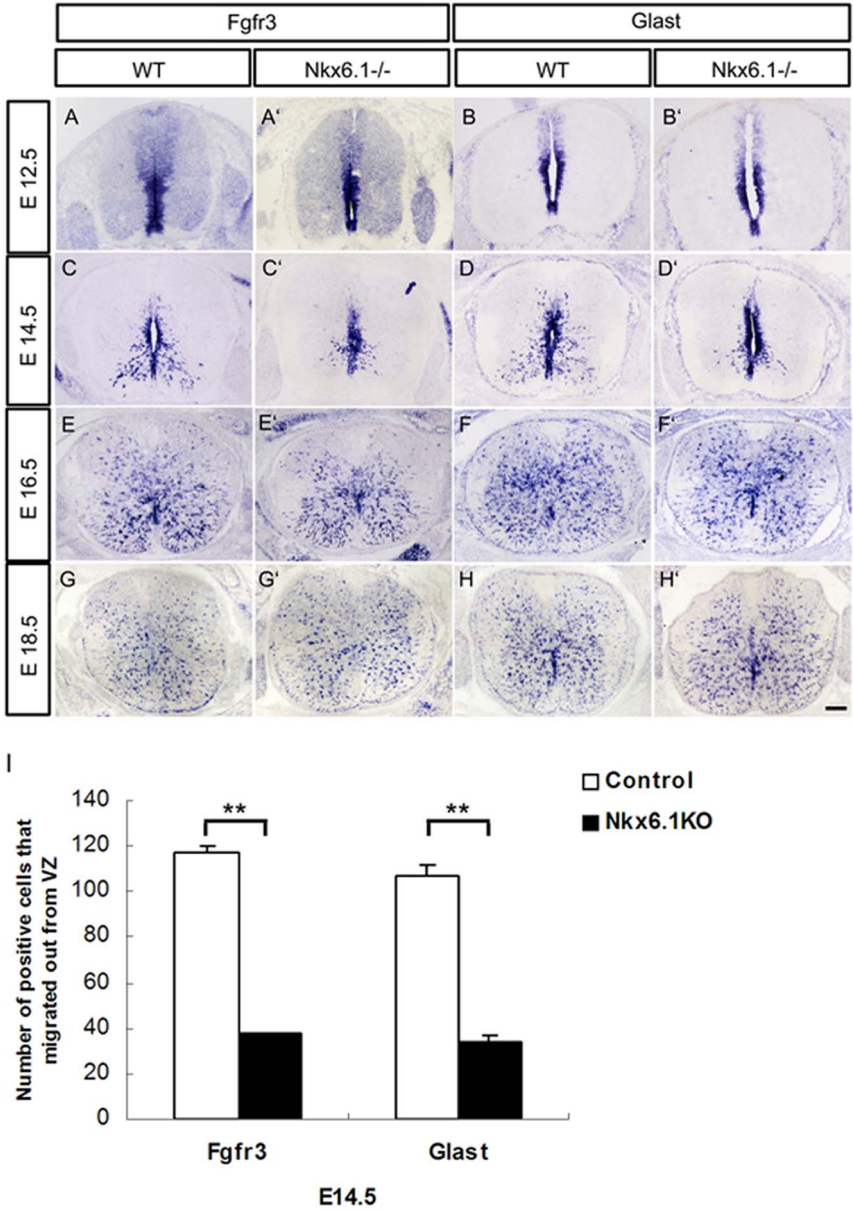 Fgfr3 Glast
WT Nkx6.1-/- WT Nkx6.1-/-
E 12.5
A A‘ B B‘
E 14.5
C C‘ D D‘
E 16.5
E E‘ F F‘
E 18.5
G G‘ H H‘
I
Number of positive cells that
migrated out from VZ
140
120
100
80
60
40
20
0
** **
Control
Nkx6.1KO
Fgfr3 Glast
E14.5